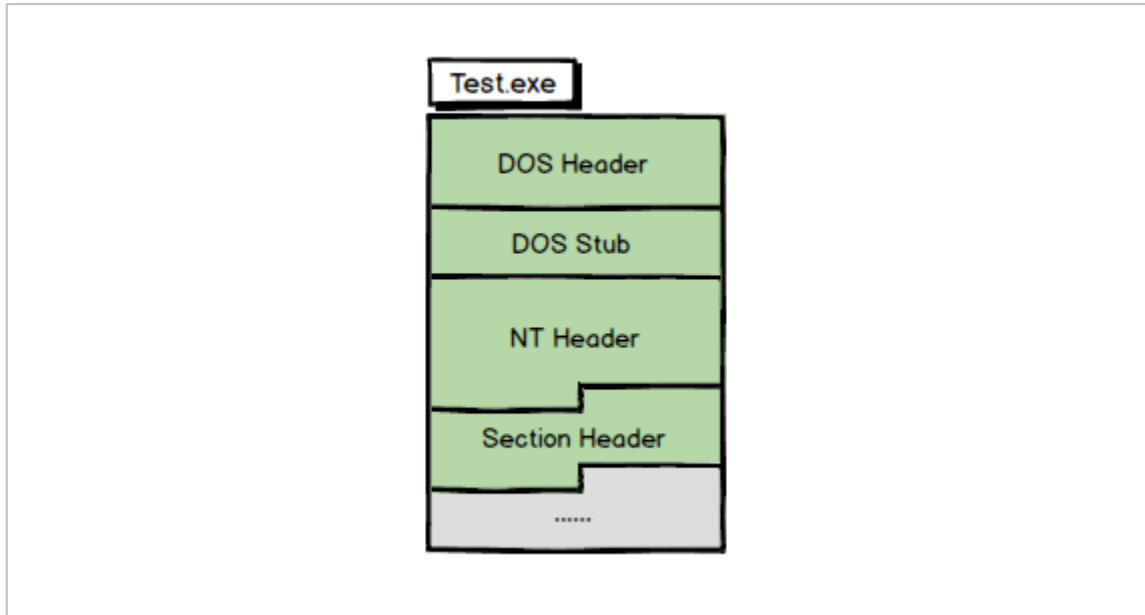 Test.exe
DOS Header
DOS Stub
NT Header
Section Header
......